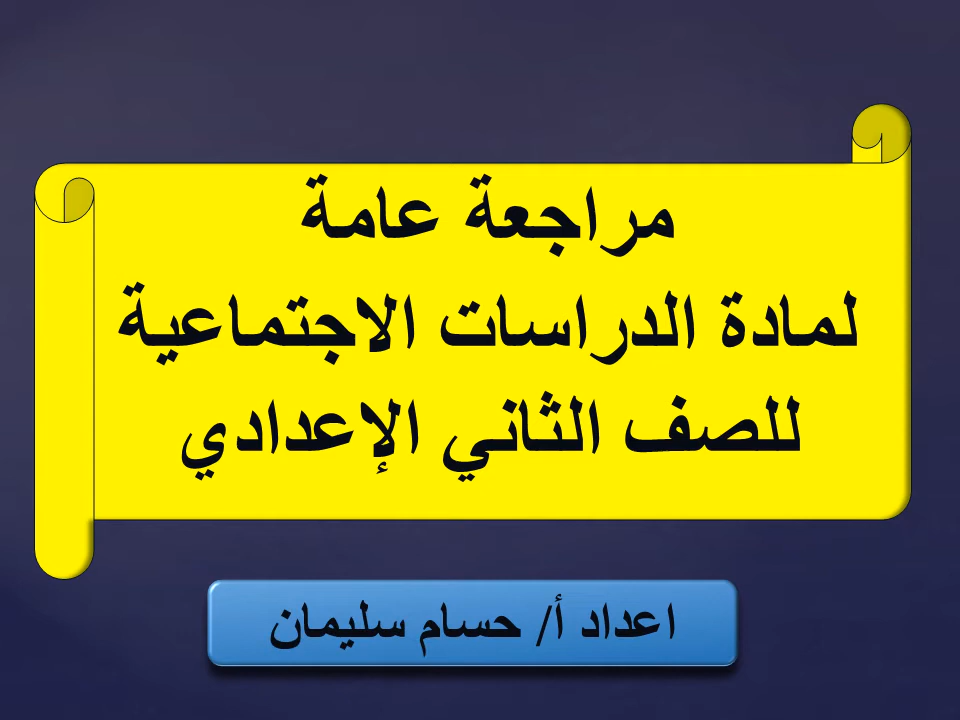 مراجعة عامة
لمادة الدراسات الاجتماعية
للصف الثاني الإعدادي
اعداد أ/ حسام سليمان